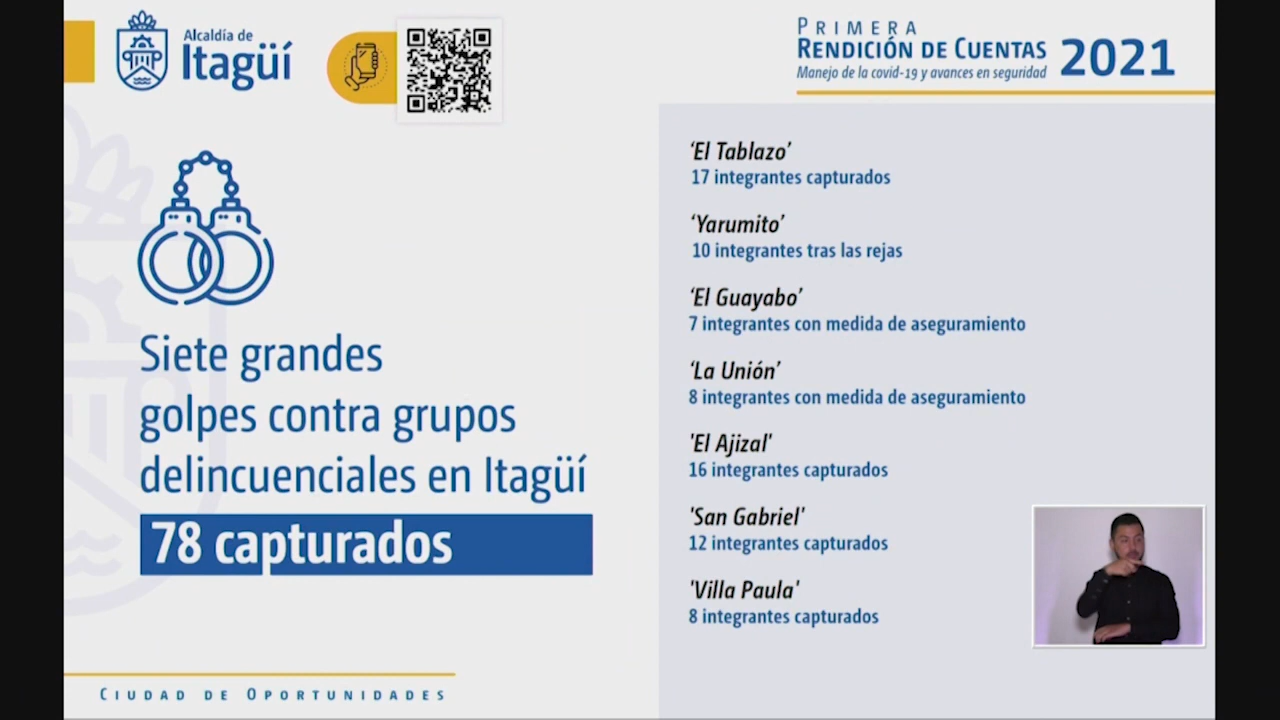 Alcaldía de
Itagüí
PRIMERA
RENDICIÓN DE CUENTAS 2021
Manejo de la covid-19 y avances en seguridad
Siete grandes
golpes contra grupos
delincuenciales en Itagüí
78 capturados
‘El Tablazo’
17 integrantes capturados
‘Yarumito’
10 integrantes tras las rejas
‘El Guayabo’
7 integrantes con medida de aseguramiento
‘La Unión’
8 integrantes con medida de aseguramiento
'El Ajizal'
16 integrantes capturados
'San Gabriel'
12 integrantes capturados
'Villa Paula'
8 integrantes capturados
CIUDAD DE OPORTUNIDADES